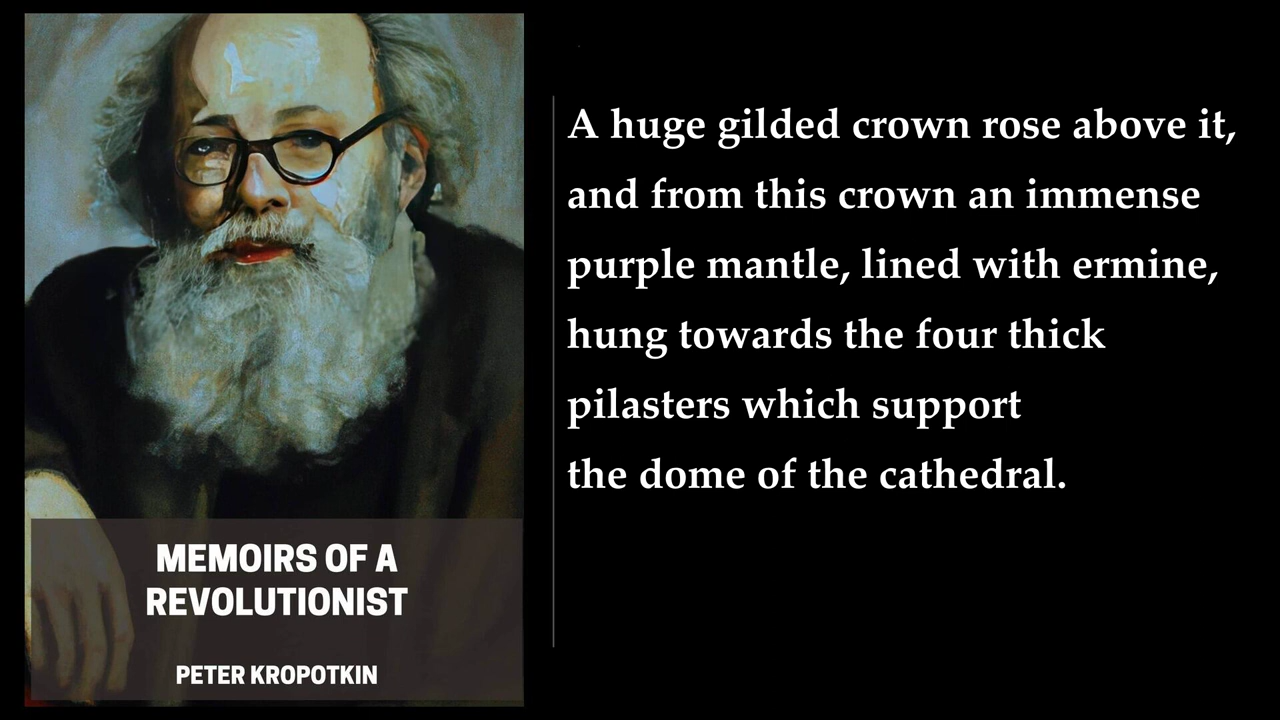 MEMOIRS OF A
REVOLUTIONIST
PETER KROPOTKIN
A huge gilded crown rose above it,
and from this crown an immense
purple mantle, lined with ermine,
hung towards the four thick
pilasters which support
the dome of the cathedral.